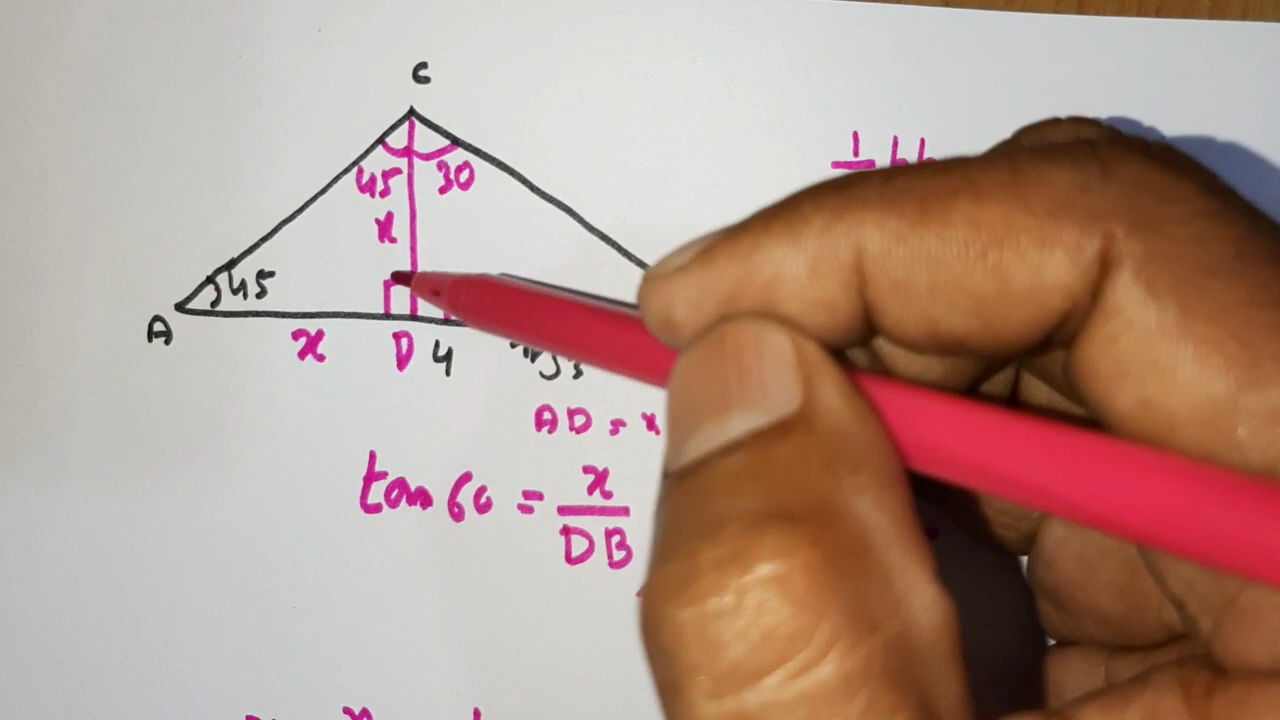 C
45 30
x
45
A
x D 4
AD = x
tan 60 = x / DB